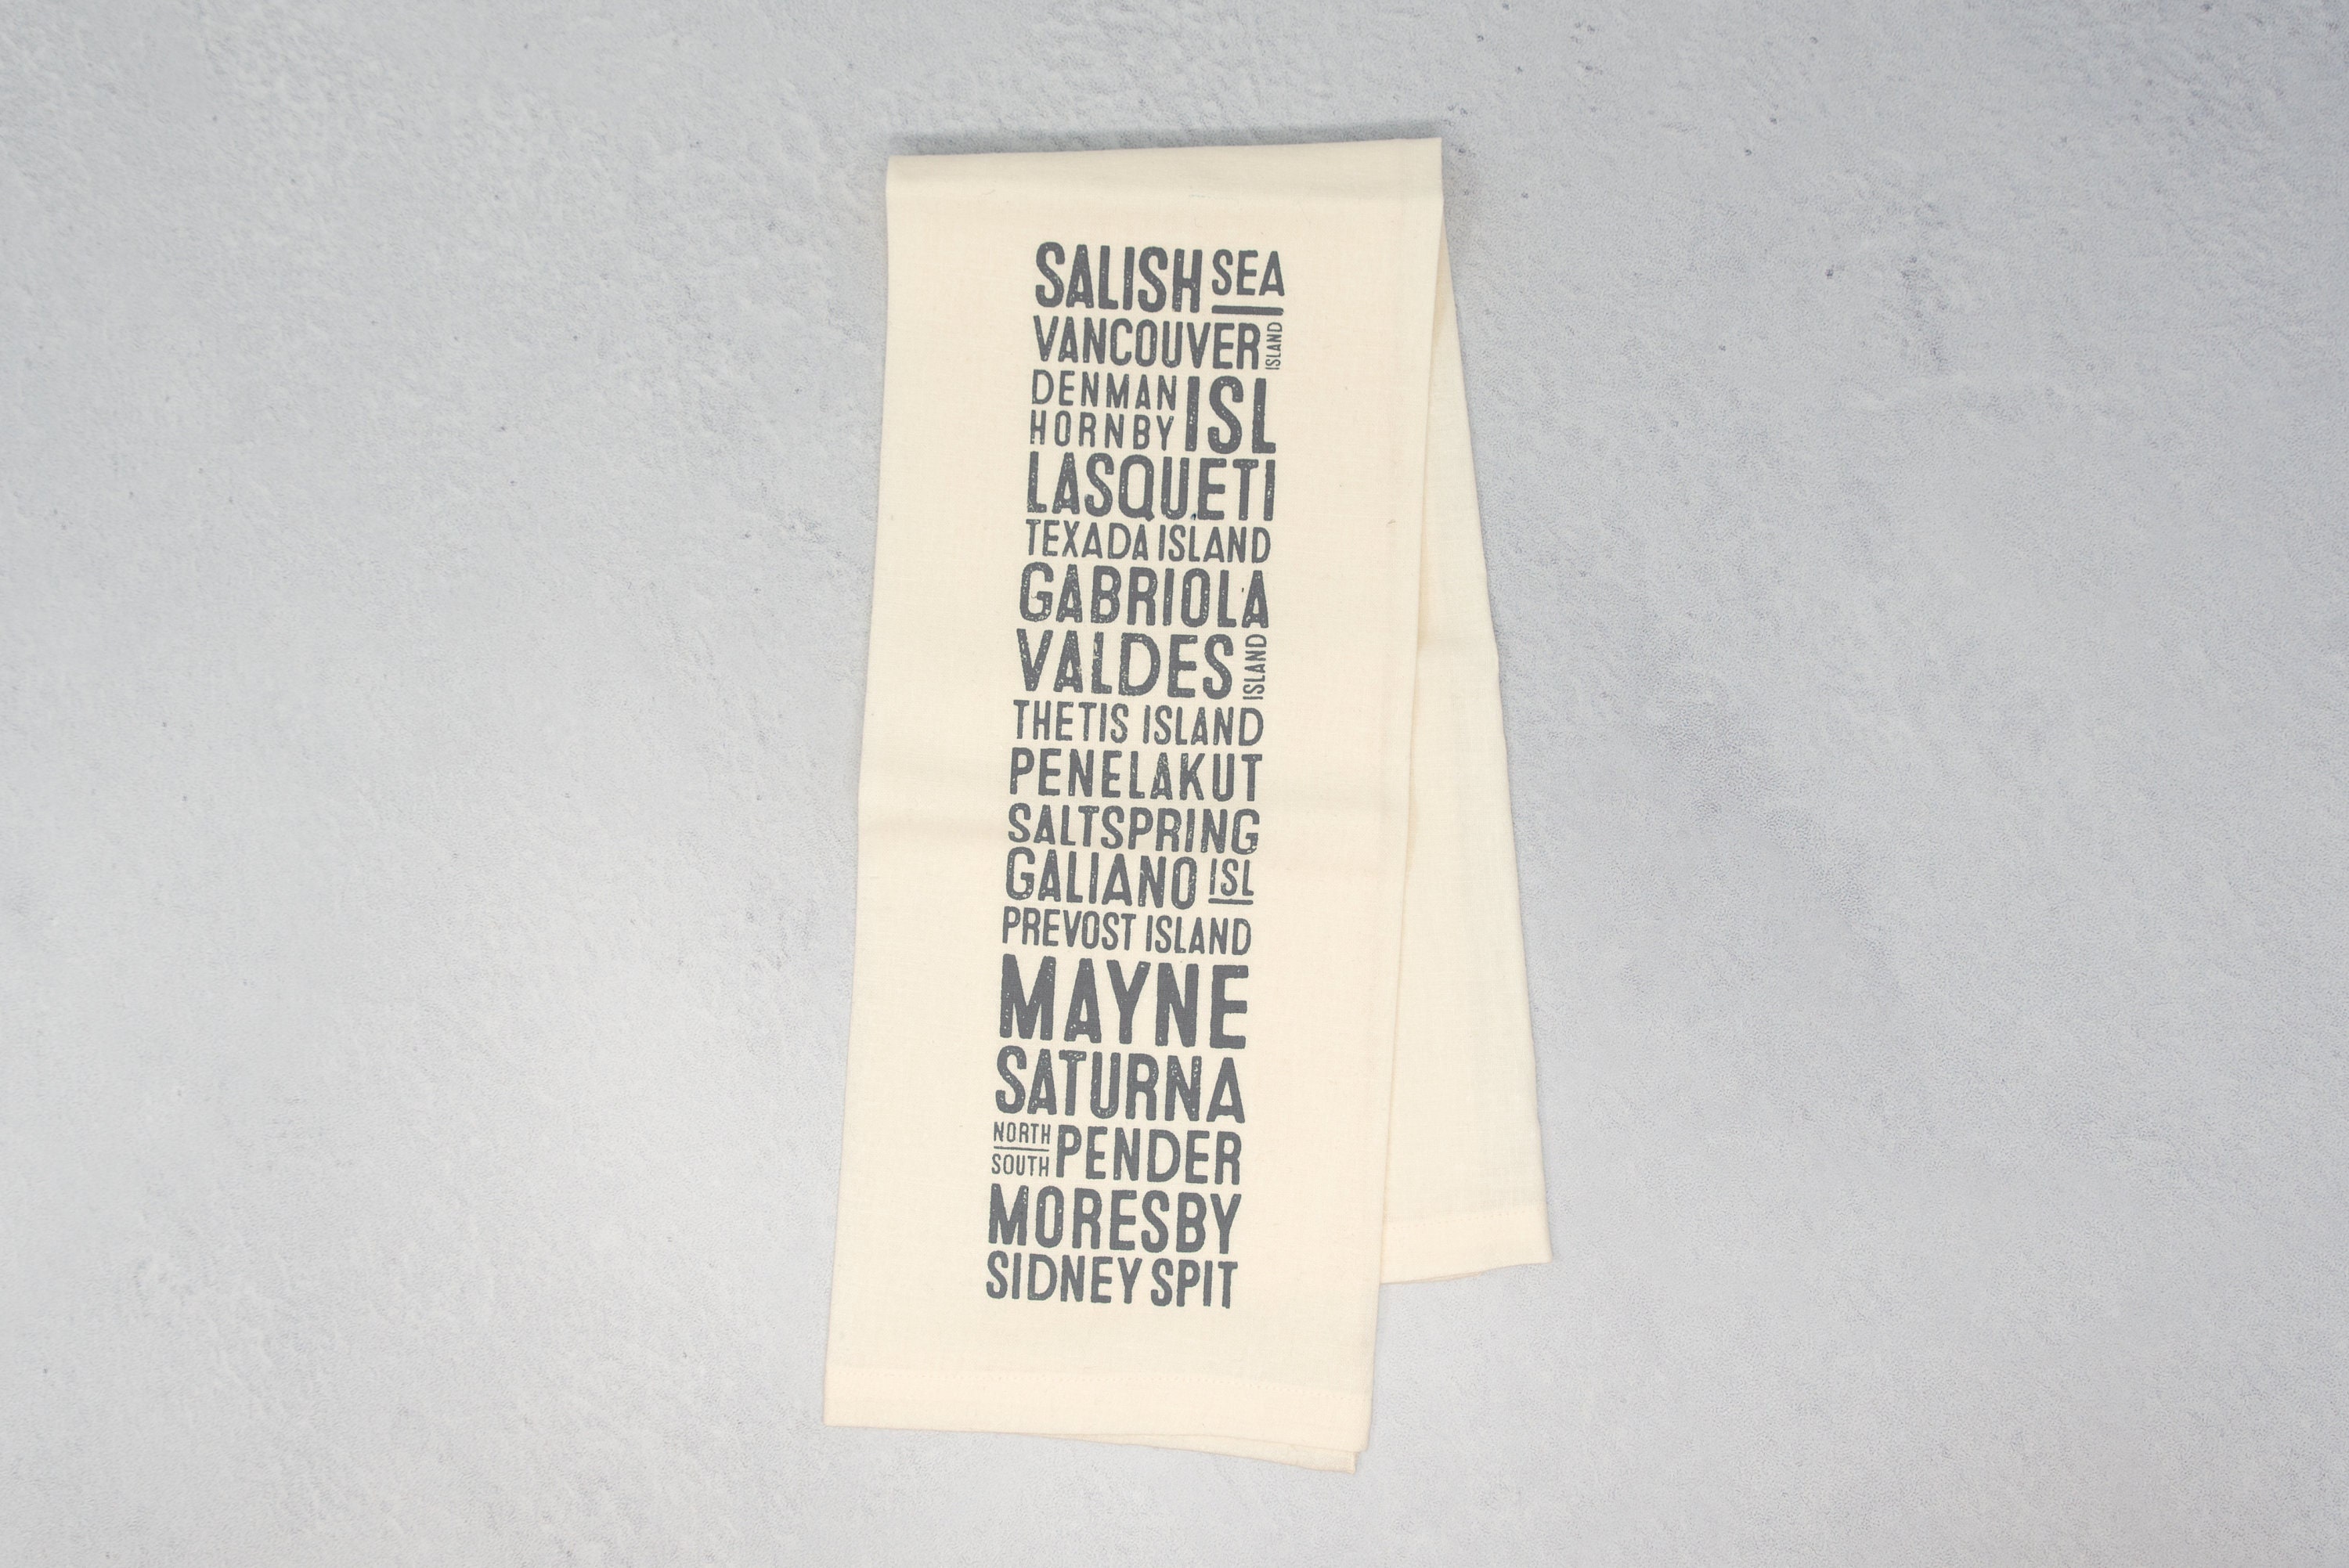 SALISH SEA
VANCOUVER ISLAND
DENMAN
HORNBY ISL
LASQUETI
TEXADA ISLAND
GABRIOLA
VALDES ISLAND
THETIS ISLAND
PENELAKUT
SALTSPRING
GALIANO ISL
PREVOST ISLAND
MAYNE
SATURNA
NORTH
SOUTH PENDER
MORESBY
SIDNEY SPIT